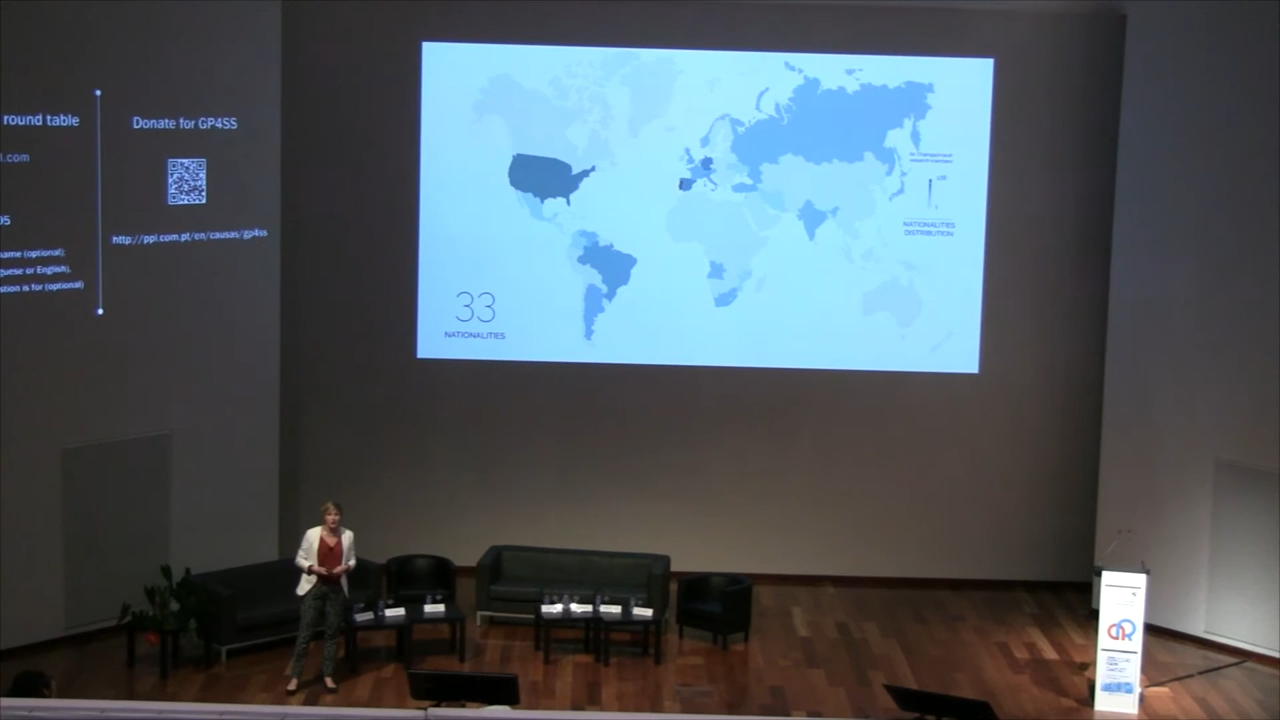 round table
l.com
05
name (optional);
guese or English),
stion is for (optional)
Donate for GP4SS
http://ppl.com.pt/en/causas/gp4ss
33
NATIONALITIES
NATIONALITIES
DISTRIBUTION